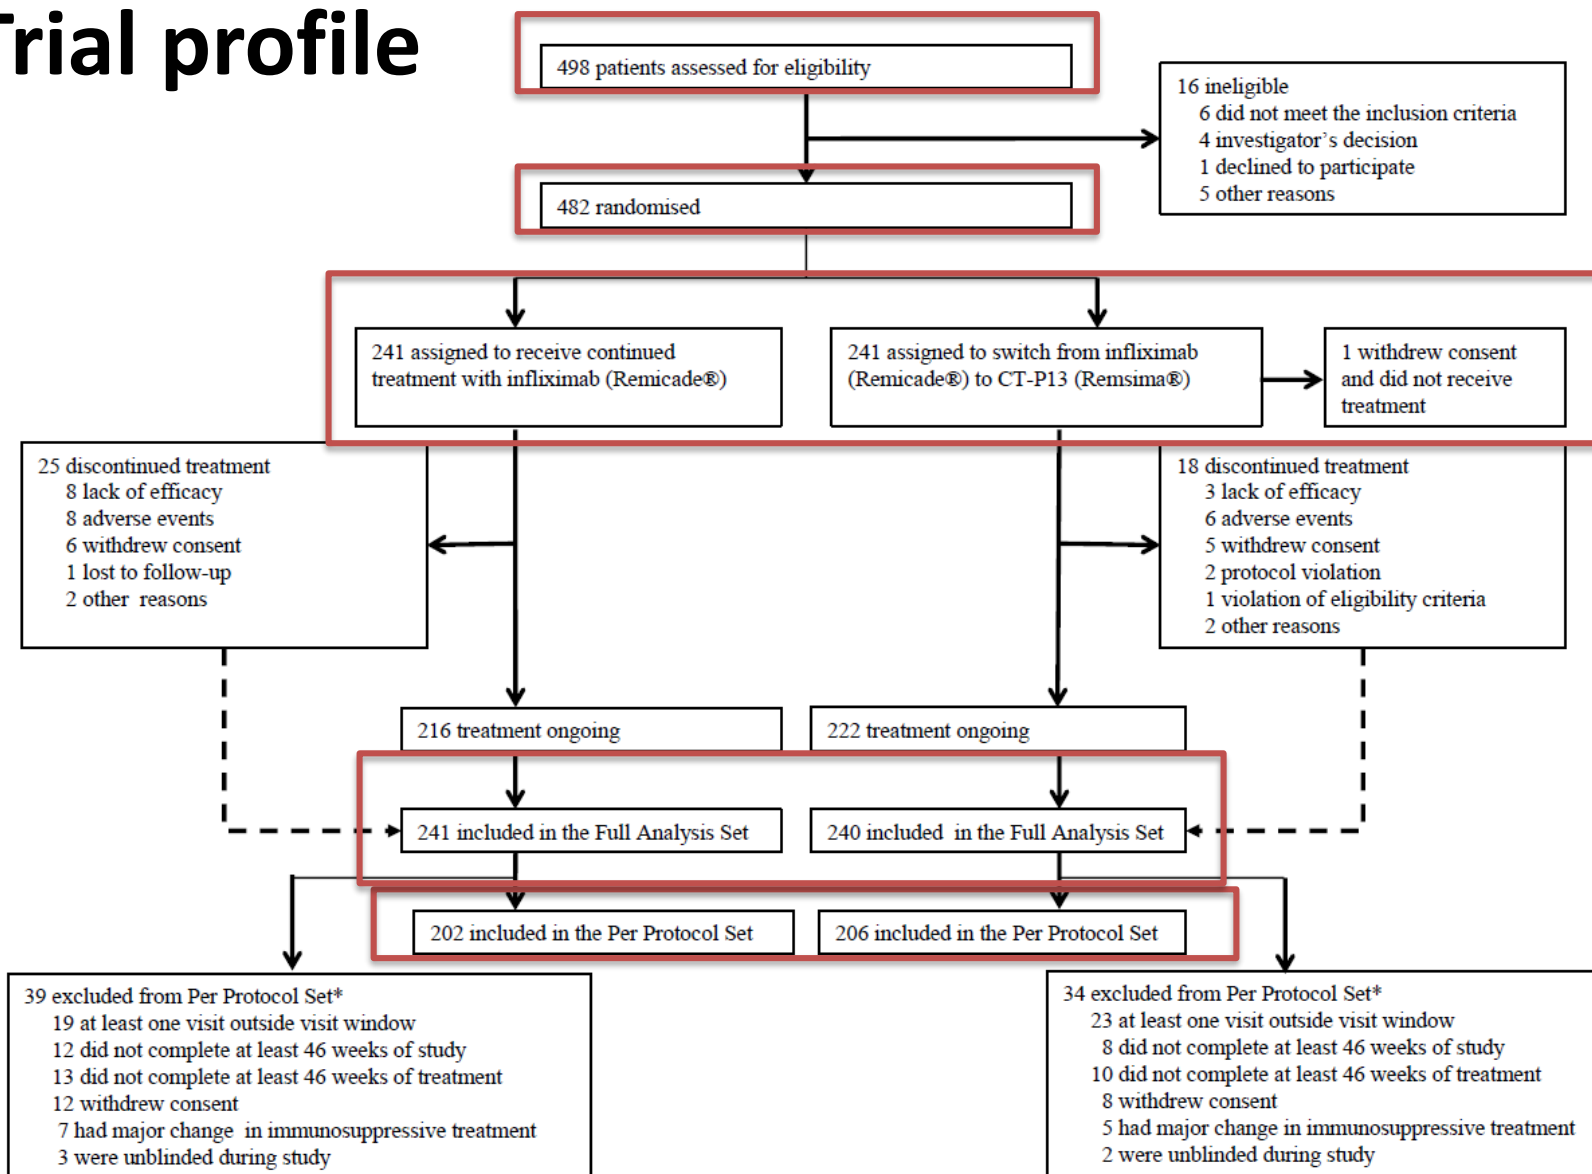 Trial profile
498 patients assessed for eligibility
16 ineligible
6 did not meet the inclusion criteria
4 investigator's decision
1 declined to participate
5 other reasons
482 randomised
241 assigned to receive continued
treatment with infliximab (Remicade®)
241 assigned to switch from infliximab
(Remicade®) to CT-P13 (Remsima®)
1 withdrew consent
and did not receive
treatment
25 discontinued treatment
8 lack of efficacy
8 adverse events
6 withdrew consent
1 lost to follow-up
2 other reasons
18 discontinued treatment
3 lack of efficacy
6 adverse events
5 withdrew consent
2 protocol violation
1 violation of eligibility criteria
2 other reasons
216 treatment ongoing
222 treatment ongoing
241 included in the Full Analysis Set
240 included in the Full Analysis Set
202 included in the Per Protocol Set
206 included in the Per Protocol Set
39 excluded from Per Protocol Set*
19 at least one visit outside visit window
12 did not complete at least 46 weeks of study
13 did not complete at least 46 weeks of treatment
12 withdrew consent
7 had major change in immunosuppressive treatment
3 were unblinded during study
34 excluded from Per Protocol Set*
23 at least one visit outside visit window
8 did not complete at least 46 weeks of study
10 did not complete at least 46 weeks of treatment
8 withdrew consent
5 had major change in immunosuppressive treatment
2 were unblinded during study